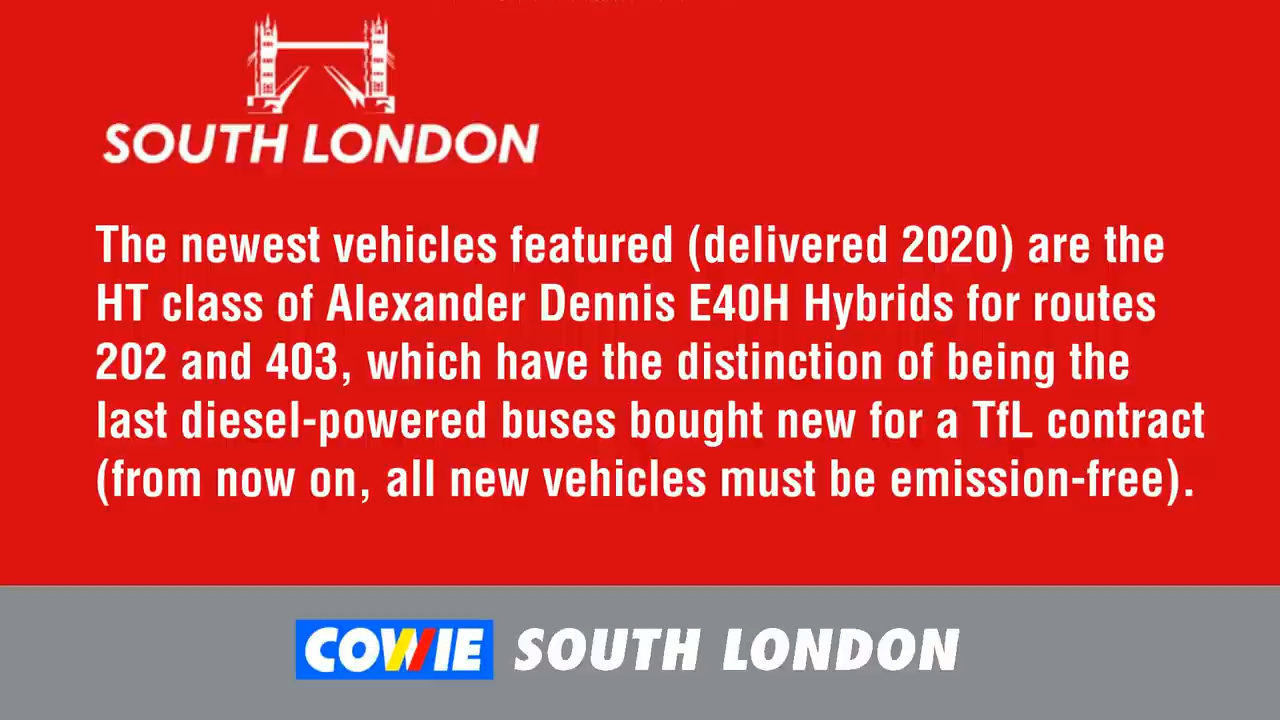 SOUTH LONDON
The newest vehicles featured (delivered 2020) are the
HT class of Alexander Dennis E40H Hybrids for routes
202 and 403, which have the distinction of being the
last diesel-powered buses bought new for a TfL contract
(from now on, all new vehicles must be emission-free).
COWIE SOUTH LONDON